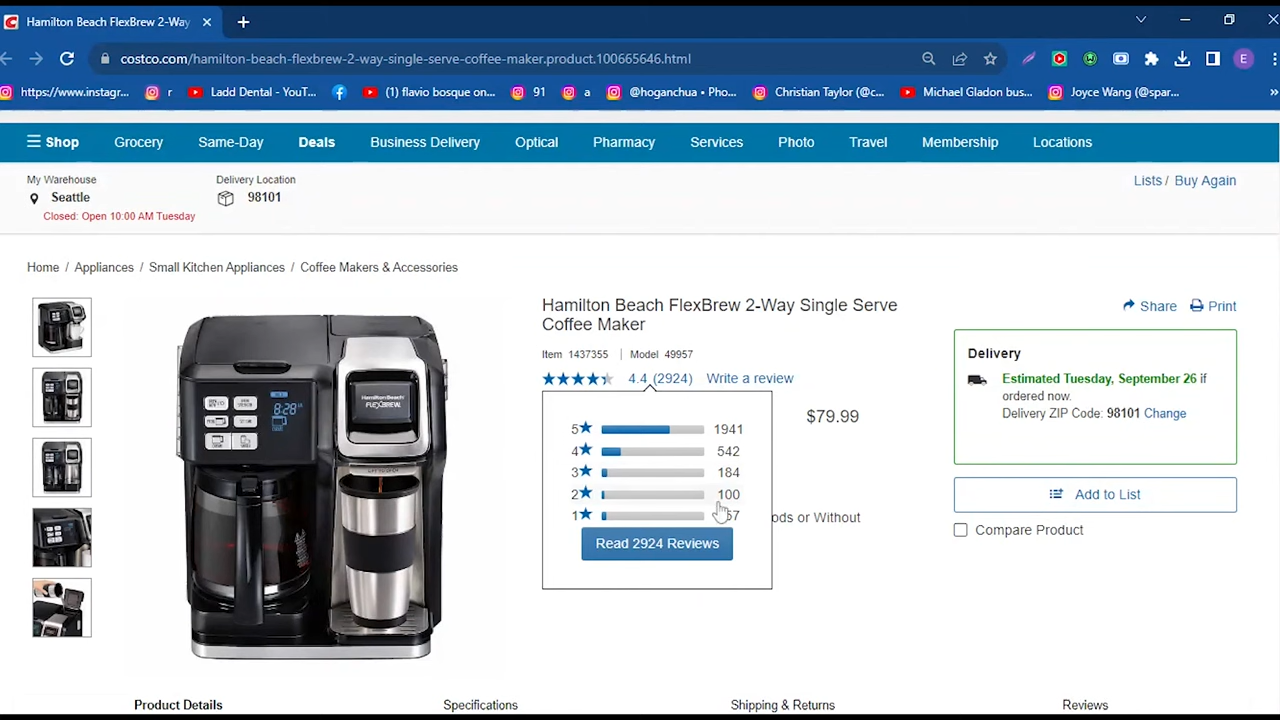 Hamilton Beach FlexBrew 2-Way
costco.com/hamilton-beach-flexbrew-2-way-single-serve-coffee-maker.product.100665646.html
E
https://www.instagr... r Ladd Dental - YouT... (1) flavio bosque on... 91 a @hoganchua • Pho... Christian Taylor (@c... Michael Gladon bus... Joyce Wang (@spar... »
Shop Grocery Same-Day Deals Business Delivery Optical Pharmacy Services Photo Travel Membership Locations
My Warehouse Delivery Location
Seattle 98101
Closed: Open 10:00 AM Tuesday
Lists / Buy Again
Home / Appliances / Small Kitchen Appliances / Coffee Makers & Accessories
Hamilton Beach FlexBrew 2-Way Single Serve
Coffee Maker
Share Print
Item 1437355 | Model 49957
4.4 (2924) Write a review
5★ 1941
4★ 542
3★ 184
2★ 100
1★
Read 2924 Reviews
$79.99
or Without
Delivery
Estimated Tuesday, September 26 if
ordered now.
Delivery ZIP Code: 98101 Change
Add to List
Compare Product
8:28
Hamilton Beach
FLEXBREW
Product Details Specifications Shipping & Returns Reviews